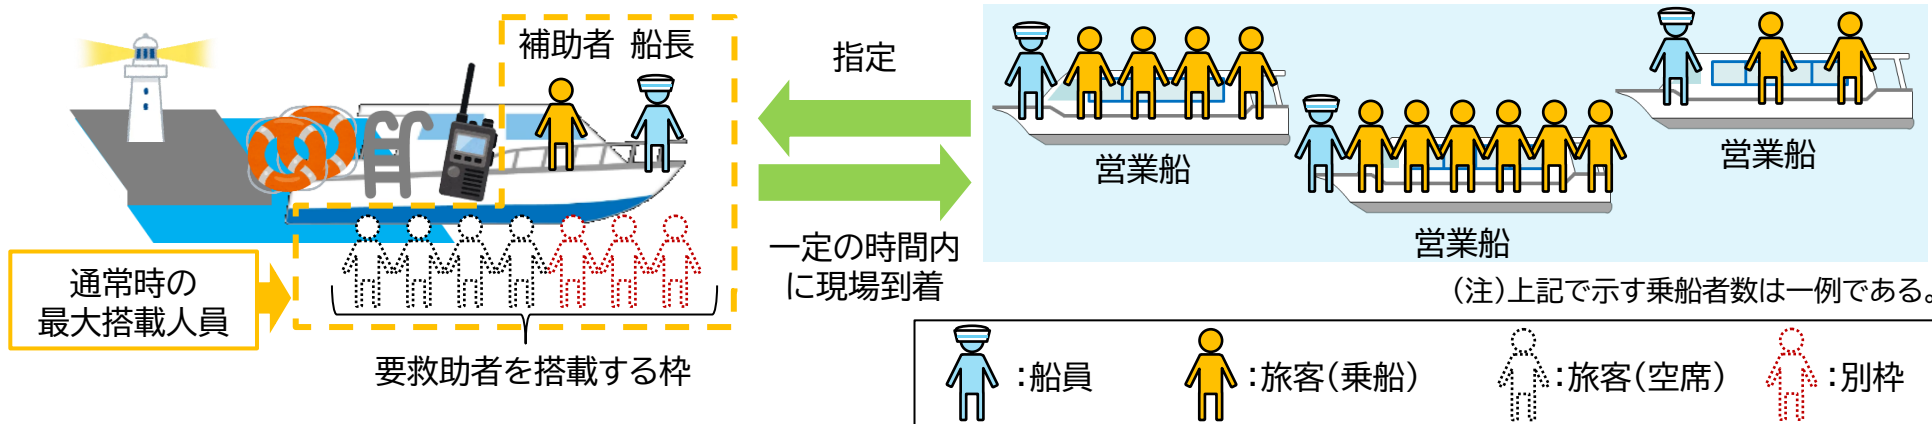 補助者 船長
指定
営業船
営業船
営業船
一定の時間内
に現場到着
通常時の
最大搭載人員
要救助者を搭載する枠
(注)上記で示す乗船者数は一例である。
:船員
:旅客(乗船)
:旅客(空席)
:別枠